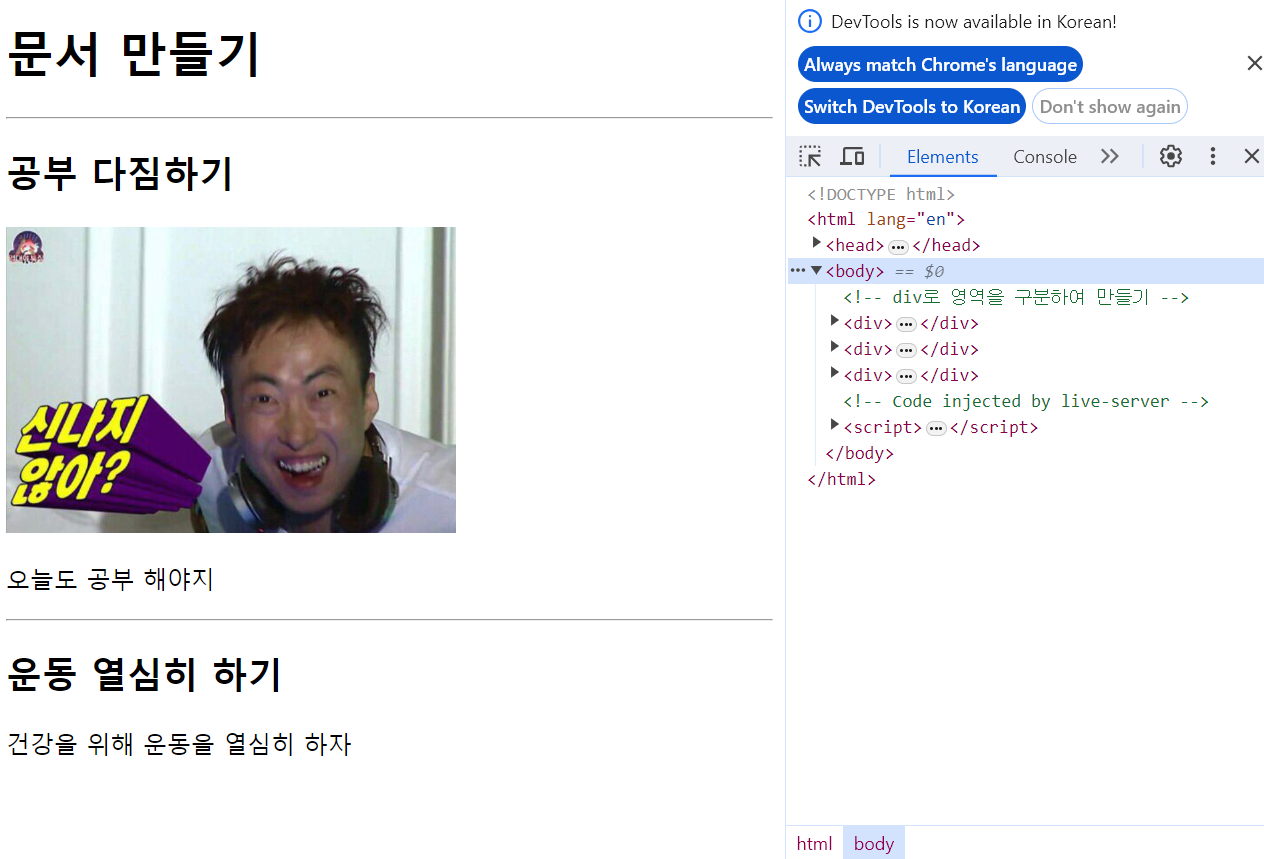 문서 만들기
공부 다짐하기
신나지
않아?
오늘도 공부 해야지
운동 열심히 하기
건강을 위해 운동을 열심히 하자
DevTools is now available in Korean!
Always match Chrome's language
Switch DevTools to Korean Don't show again
Elements Console
<!DOCTYPE html>
<html lang="en">
<head> ••• </head>
••• <body> == $0
<!-- div로 영역을 구분하여 만들기 -->
<div> ••• </div>
<div> ••• </div>
<div> ••• </div>
<!-- Code injected by live-server -->
<script> ••• </script>
</body>
</html>
html body